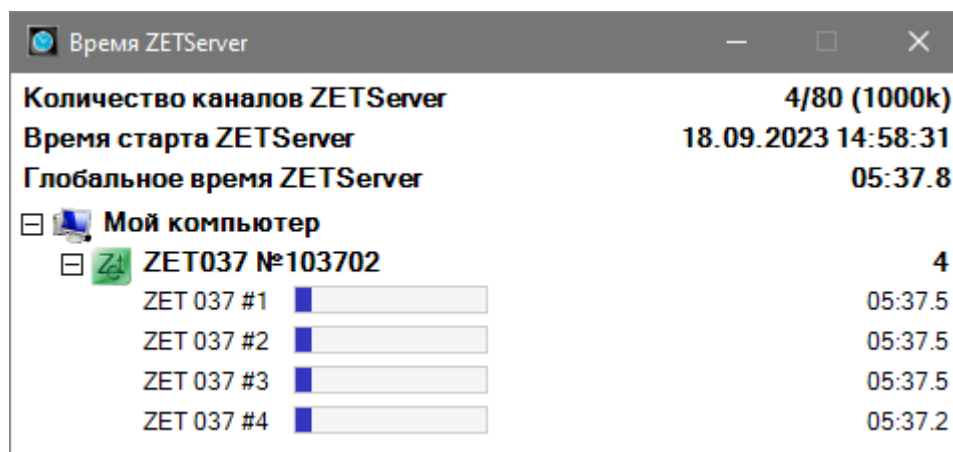 Время ZETServer
Количество каналов ZETServer 4/80 (1000k)
Время старта ZETServer 18.09.2023 14:58:31
Глобальное время ZETServer 05:37.8
Мой компьютер
ZET037 №103702 4
ZET 037 #1 05:37.5
ZET 037 #2 05:37.5
ZET 037 #3 05:37.5
ZET 037 #4 05:37.2